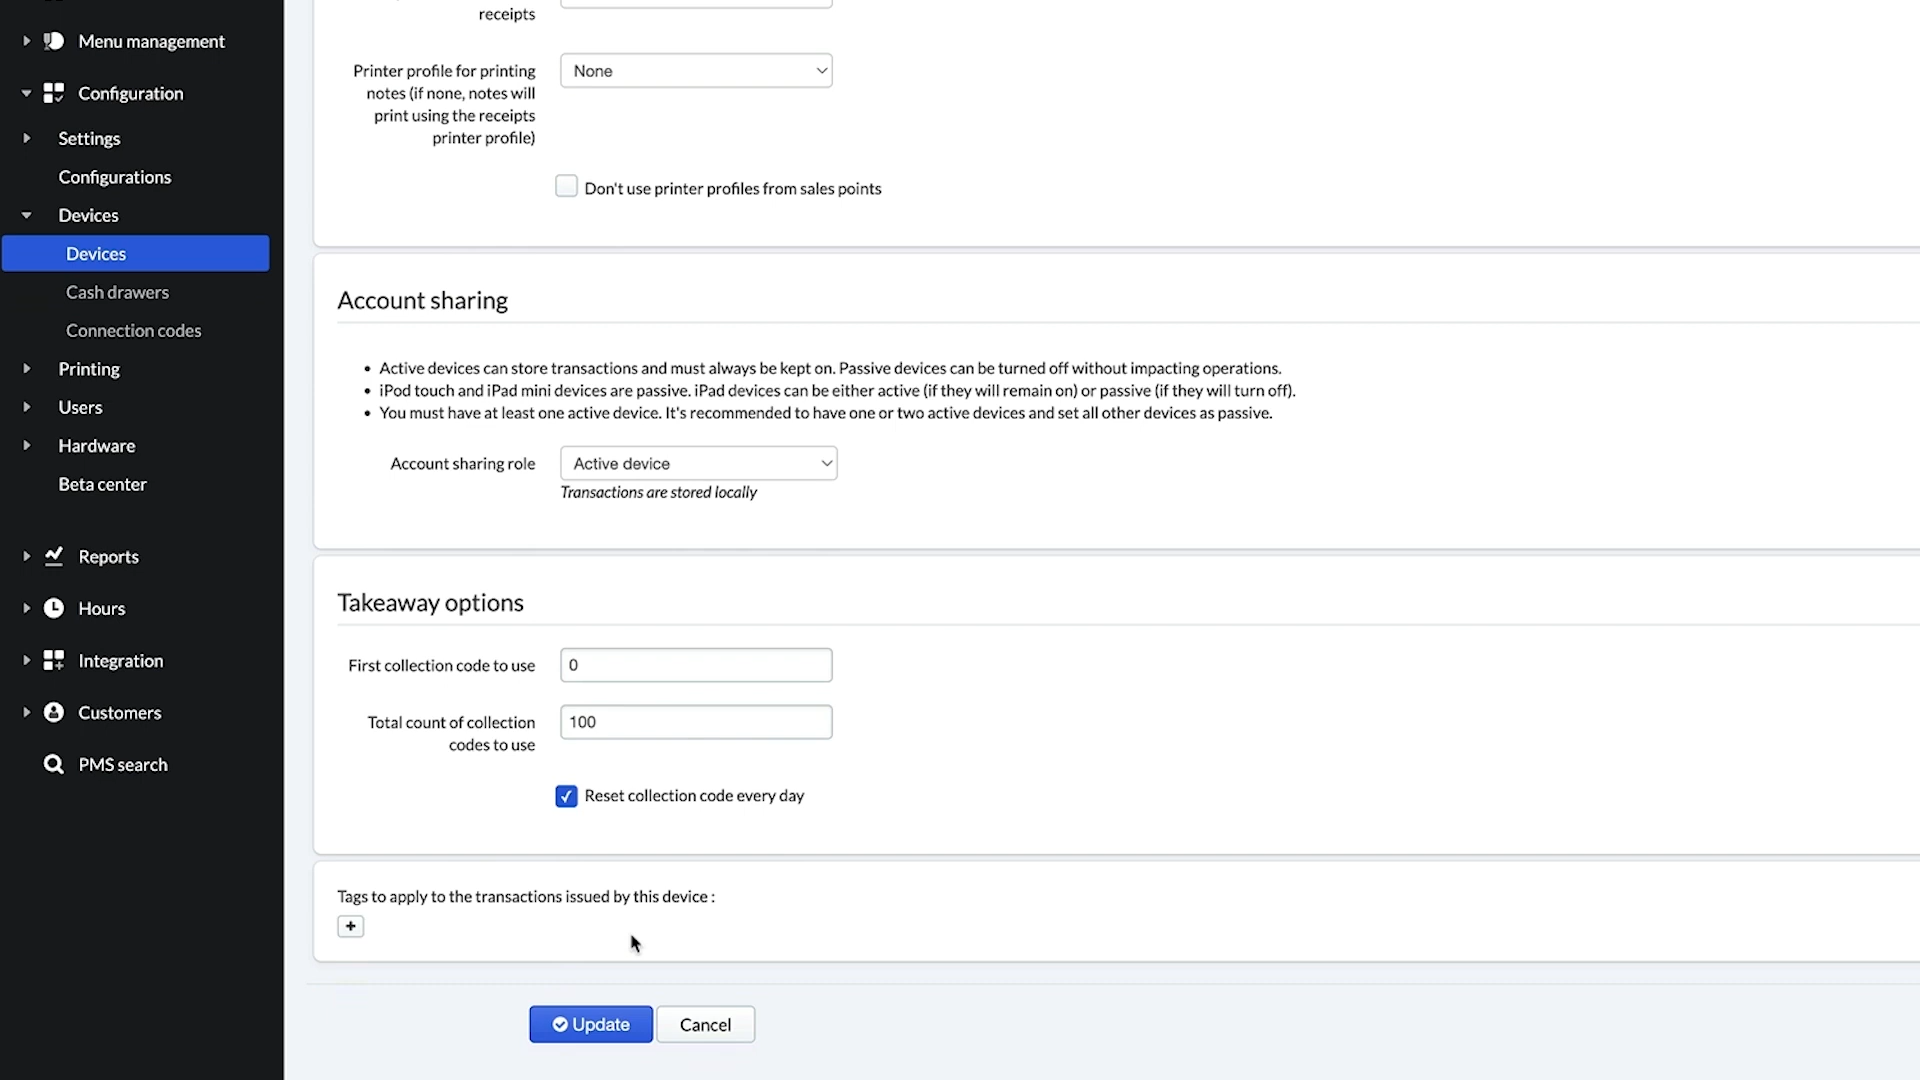 Menu management
Configuration
Settings
Configurations
Devices
Devices
Cash drawers
Connection codes
Printing
Users
Hardware
Beta center
Reports
Hours
Integration
Customers
PMS search
receipts
Printer profile for printing
notes (if none, notes will
print using the receipts
printer profile)
None
Don't use printer profiles from sales points
Account sharing
• Active devices can store transactions and must always be kept on. Passive devices can be turned off without impacting operations.
• iPod touch and iPad mini devices are passive. iPad devices can be either active (if they will remain on) or passive (if they will turn off).
• You must have at least one active device. It's recommended to have one or two active devices and set all other devices as passive.
Account sharing role
Active device
Transactions are stored locally
Takeaway options
First collection code to use
0
Total count of collection
codes to use
100
Reset collection code every day
Tags to apply to the transactions issued by this device :
+
Update
Cancel